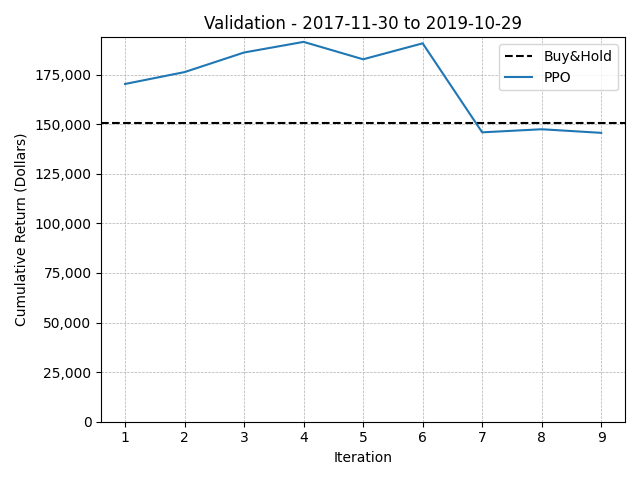 Validation - 2017-11-30 to 2019-10-29
Buy&Hold
PPO
Cumulative Return (Dollars)
175,000
150,000
125,000
100,000
75,000
50,000
25,000
0
1 2 3 4 5 6 7 8 9
Iteration